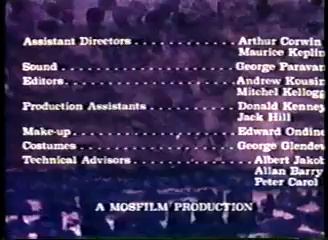 Assistant Directors . . . . . . . . . . . . . Arthur Corwin
Maurice Keplin
Sound . . . . . . . . . . . . . . . . . . . . . . . George Paravan
Editors . . . . . . . . . . . . . . . . . . . . . . Andrew Kousin
Mitchel Kellogg
Production Assistants . . . . . . . . . . . Donald Kenney
Jack Hill
Make-up . . . . . . . . . . . . . . . . . . . . . Edward Ondine
Costumes . . . . . . . . . . . . . . . . . . . . George Glendev
Technical Advisors . . . . . . . . . . . . . Albert Jakob
Allan Barry
Peter Carol
A MOSFILM PRODUCTION